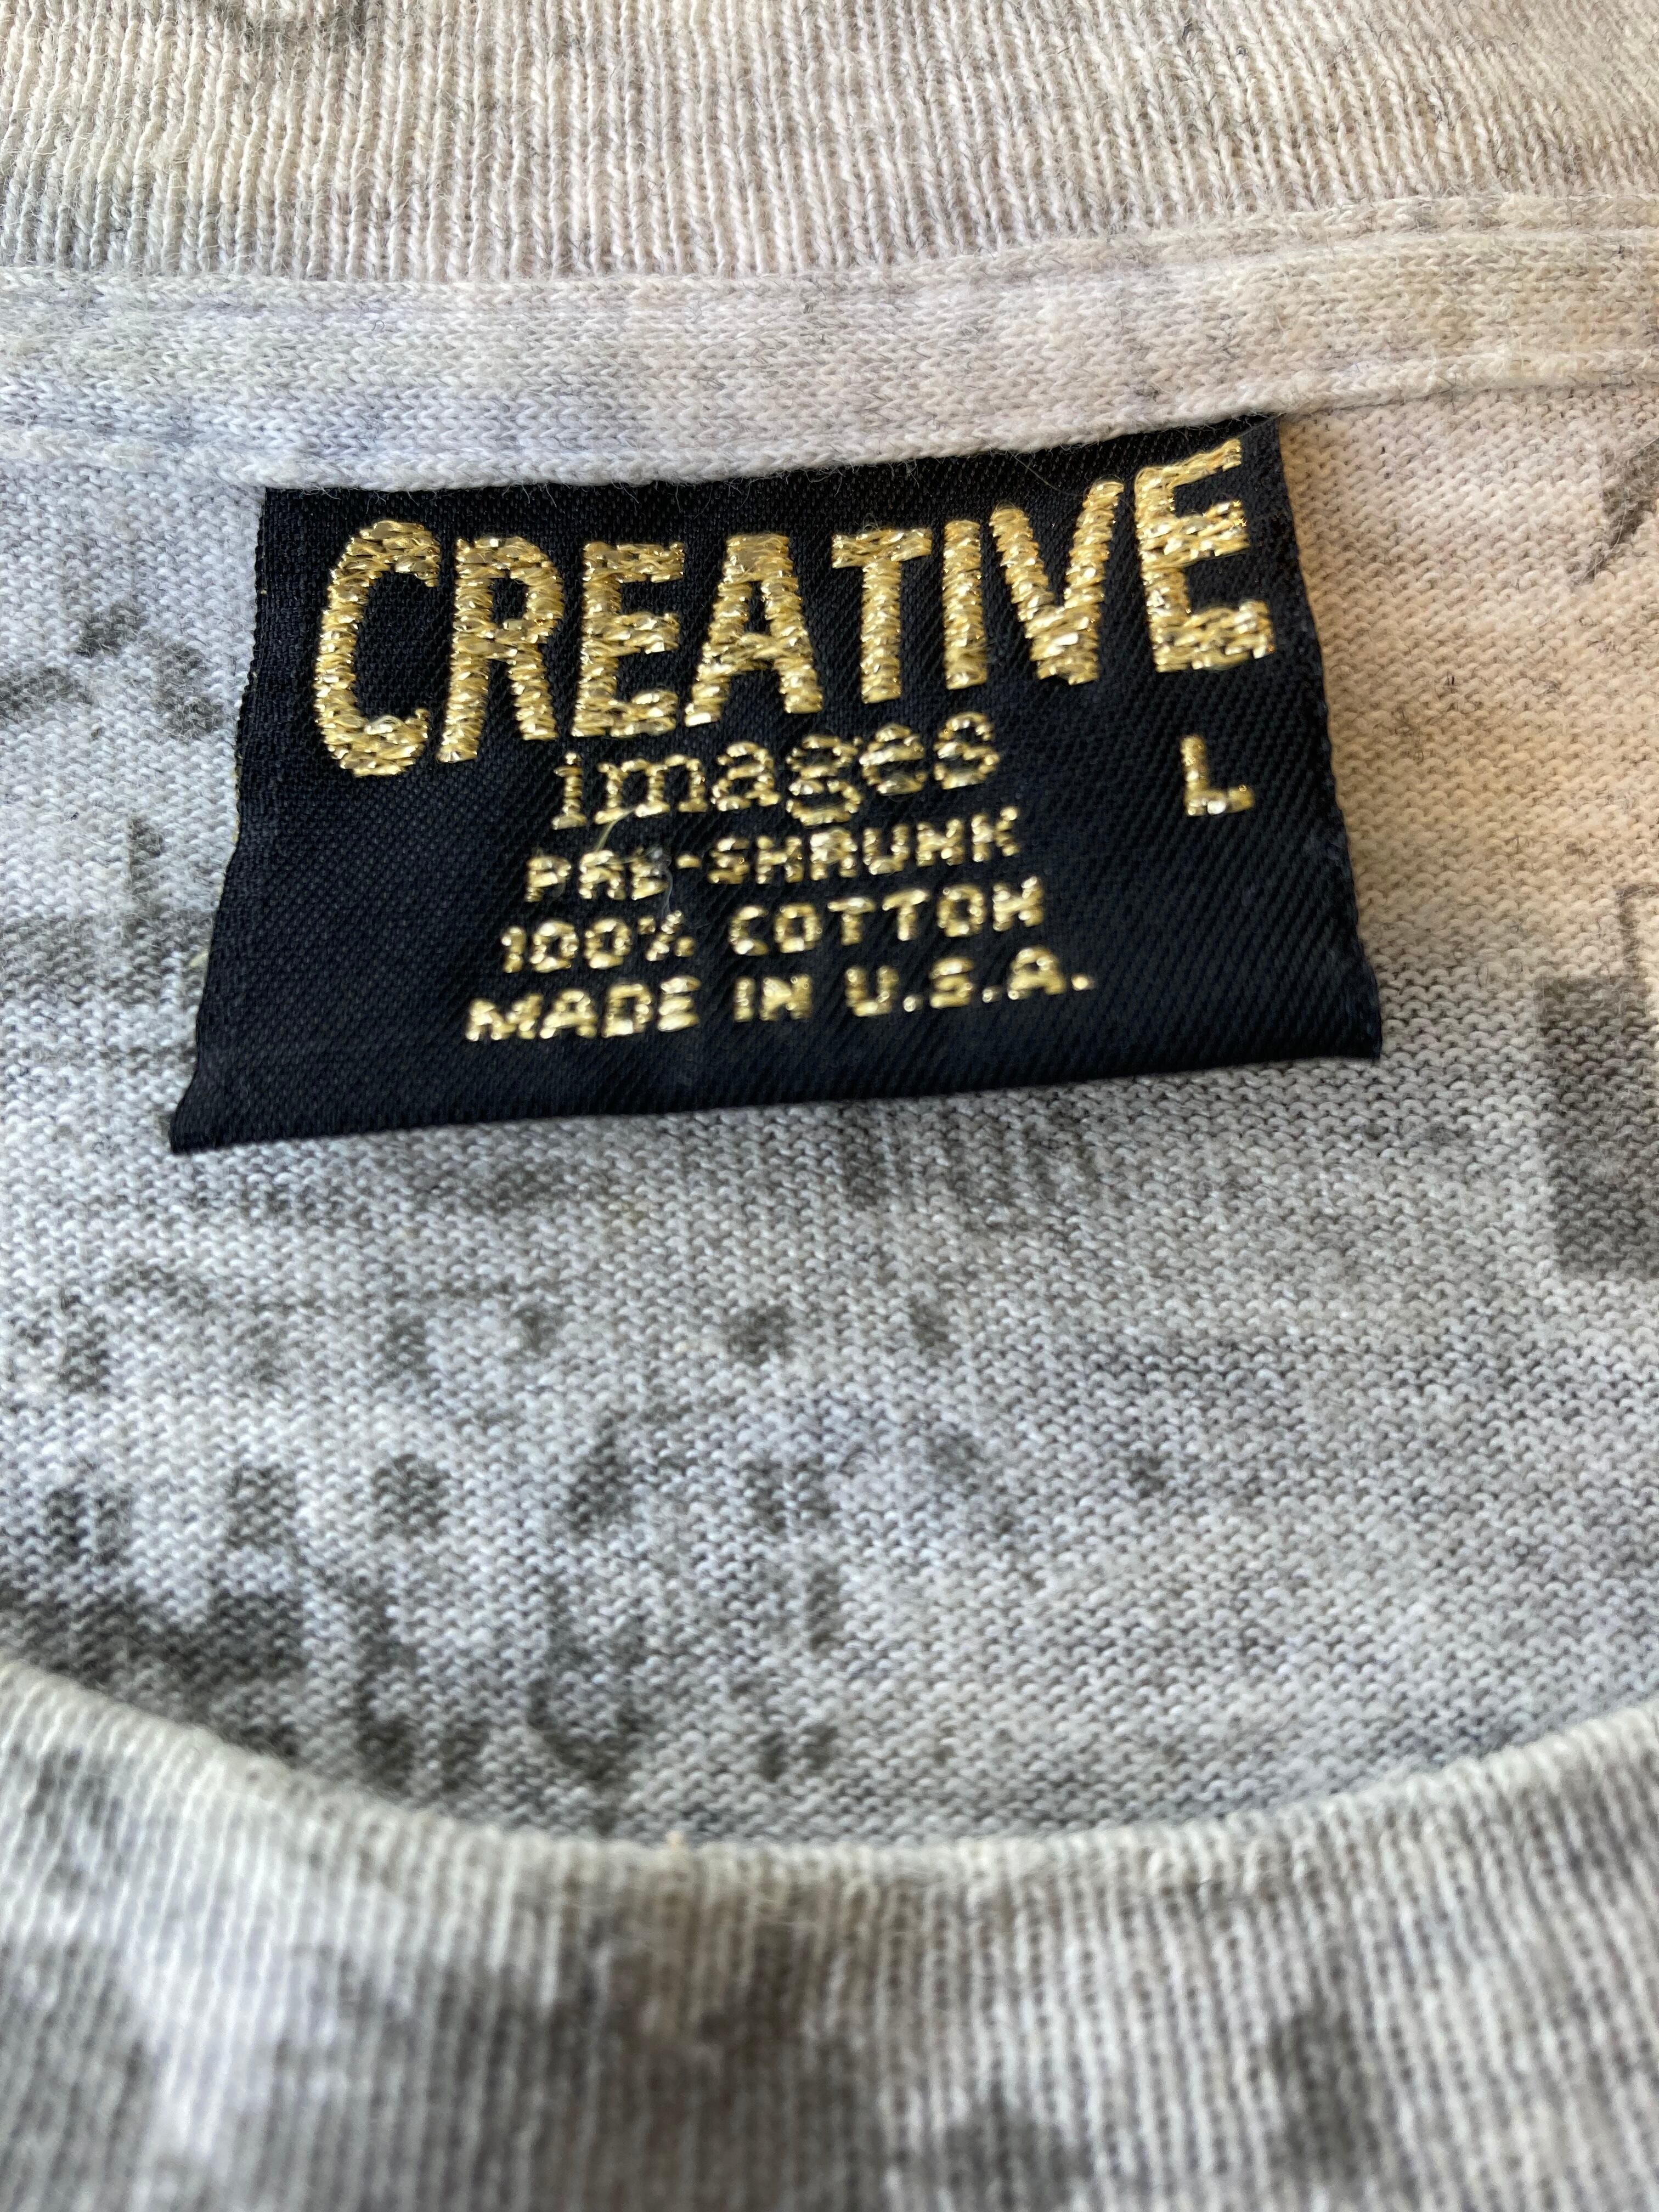 CREATIVE
images
L
PRE-SHRUNK
100% COTTON
MADE IN U.S.A.